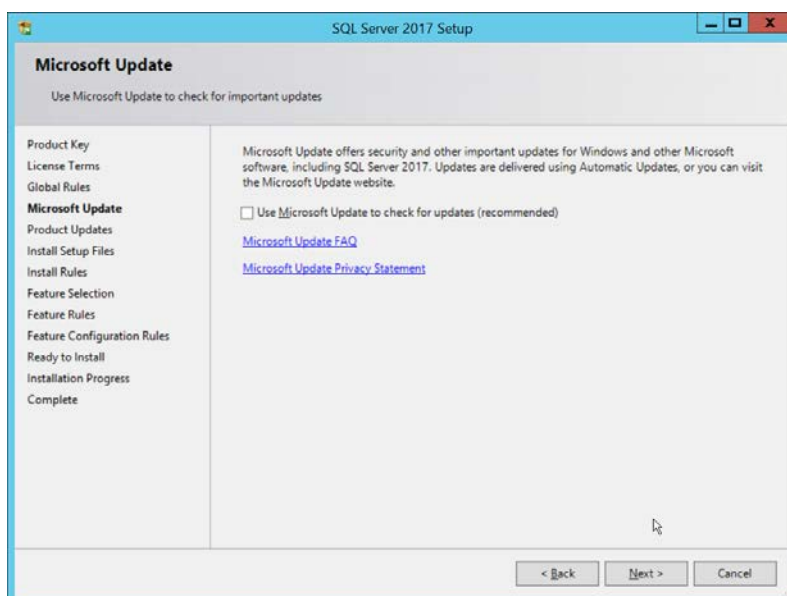 SQL Server 2017 Setup
Microsoft Update
Use Microsoft Update to check for important updates
Product Key
License Terms
Global Rules
Microsoft Update
Product Updates
Install Setup Files
Install Rules
Feature Selection
Feature Rules
Feature Configuration Rules
Ready to Install
Installation Progress
Complete
Microsoft Update offers security and other important updates for Windows and other Microsoft
software, including SQL Server 2017. Updates are delivered using Automatic Updates, or you can visit
the Microsoft Update website.
Use Microsoft Update to check for updates (recommended)
Microsoft Update FAQ
Microsoft Update Privacy Statement
< Back
Next >
Cancel